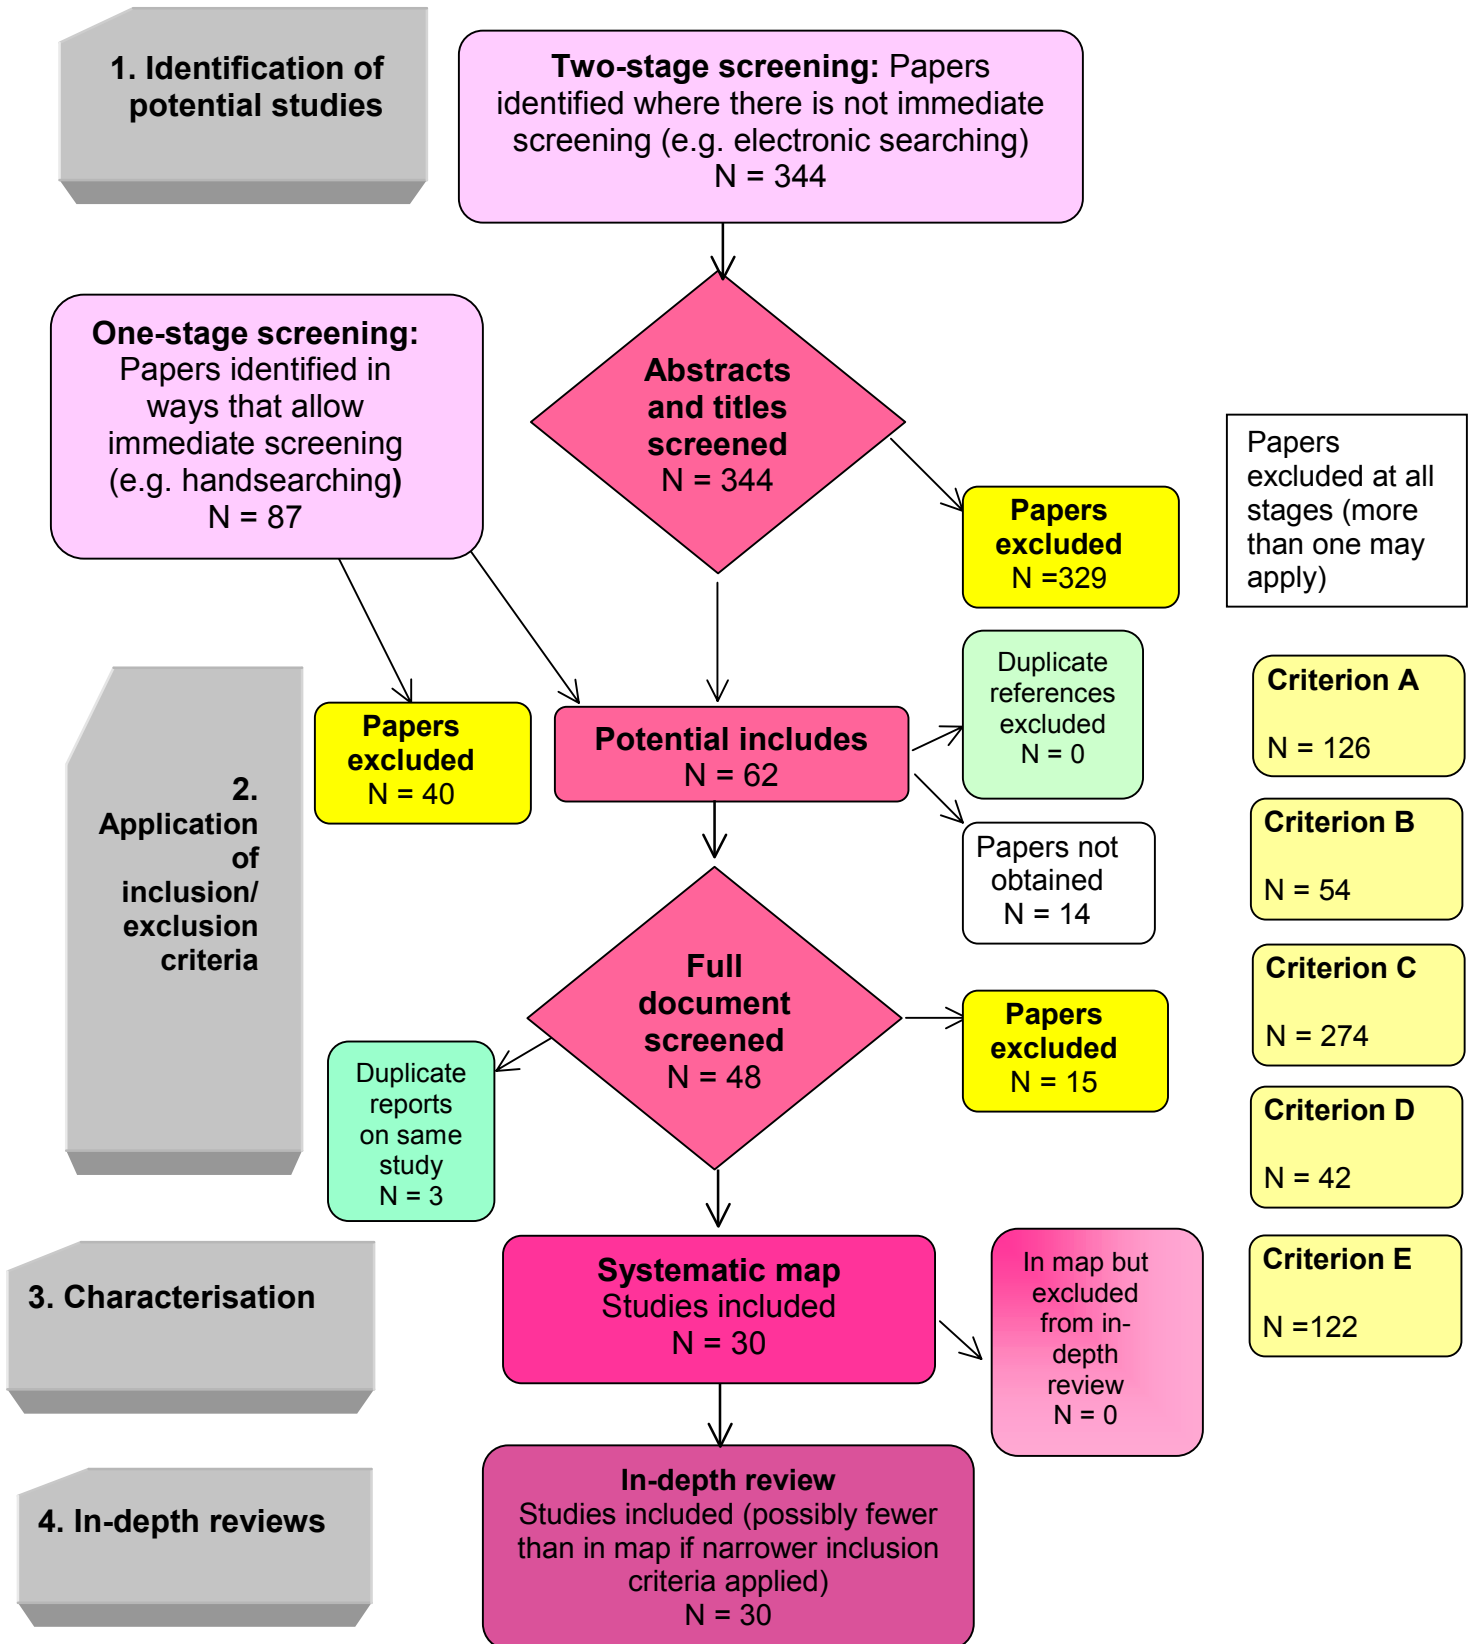 1. Identification of
potential studies
Two-stage screening: Papers
identified where there is not immediate
screening (e.g. electronic searching)
N = 344
One-stage screening:
Papers identified in
ways that allow
immediate screening
(e.g. handsearching)
N = 87
Abstracts
and titles
screened
N = 344
Papers
excluded
N =329
Papers
excluded at all
stages (more
than one may
apply)
2.
Application
of
inclusion/
exclusion
criteria
Papers
excluded
N = 40
Potential includes
N = 62
Duplicate
references
excluded
N = 0
Papers not
obtained
N = 14
Criterion A
N = 126
Criterion B
N = 54
Criterion C
N = 274
Criterion D
N = 42
Criterion E
N =122
Full
document
screened
N = 48
Papers
excluded
N = 15
Duplicate
reports
on same
study
N = 3
3. Characterisation
Systematic map
Studies included
N = 30
In map but
excluded
from in-
depth
review
N = 0
4. In-depth reviews
In-depth review
Studies included (possibly fewer
than in map if narrower inclusion
criteria applied)
N = 30